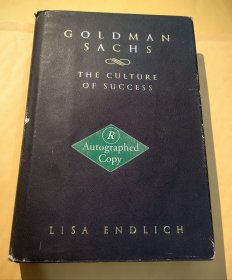 GOLDMAN
SACHS
THE CULTURE
OF SUCCESS
R
Autographed
Copy
LISA ENDLICH